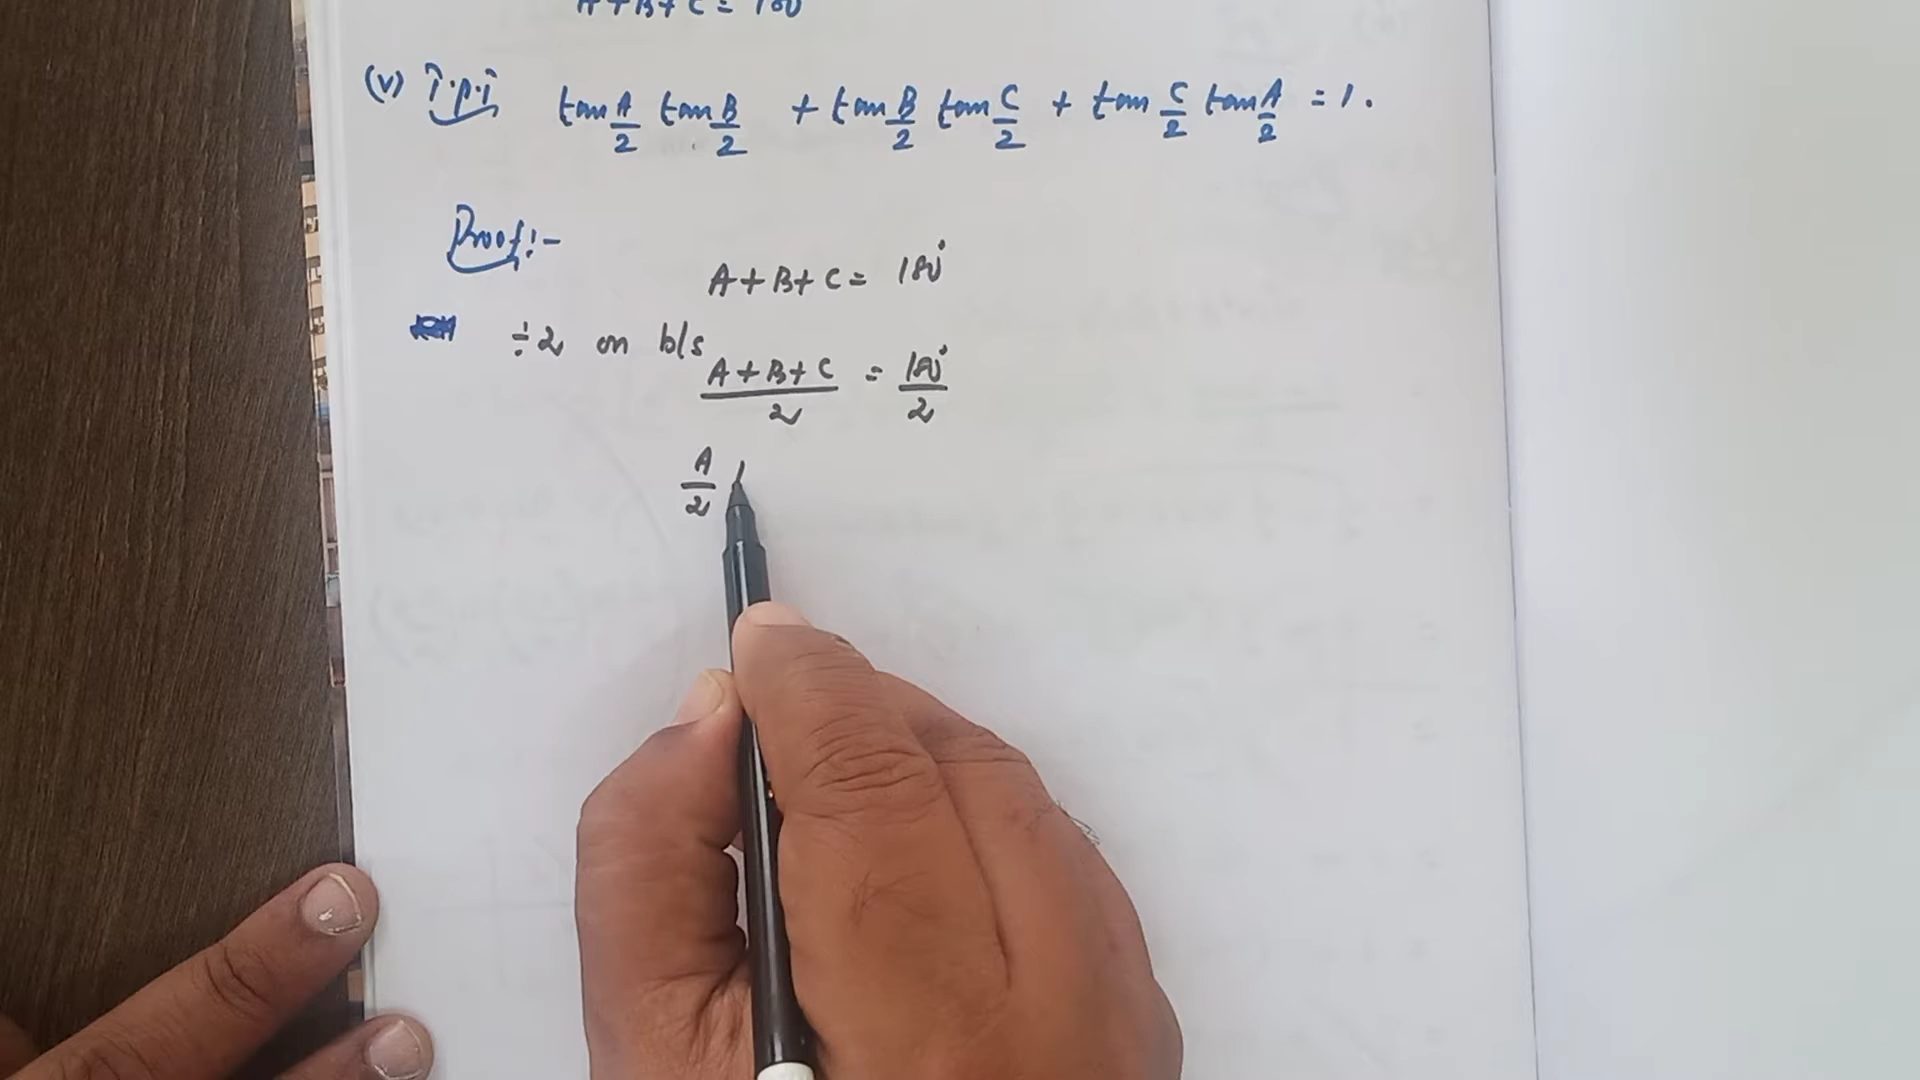 A+B+C = 180
(v) T.P.T tan A/2 tan B/2 + tan B/2 tan C/2 + tan C/2 tan A/2 = 1.
Proof:-
A+B+C = 180°
÷2 on b/s
(A+B+C)/2 = 180°/2
A/2